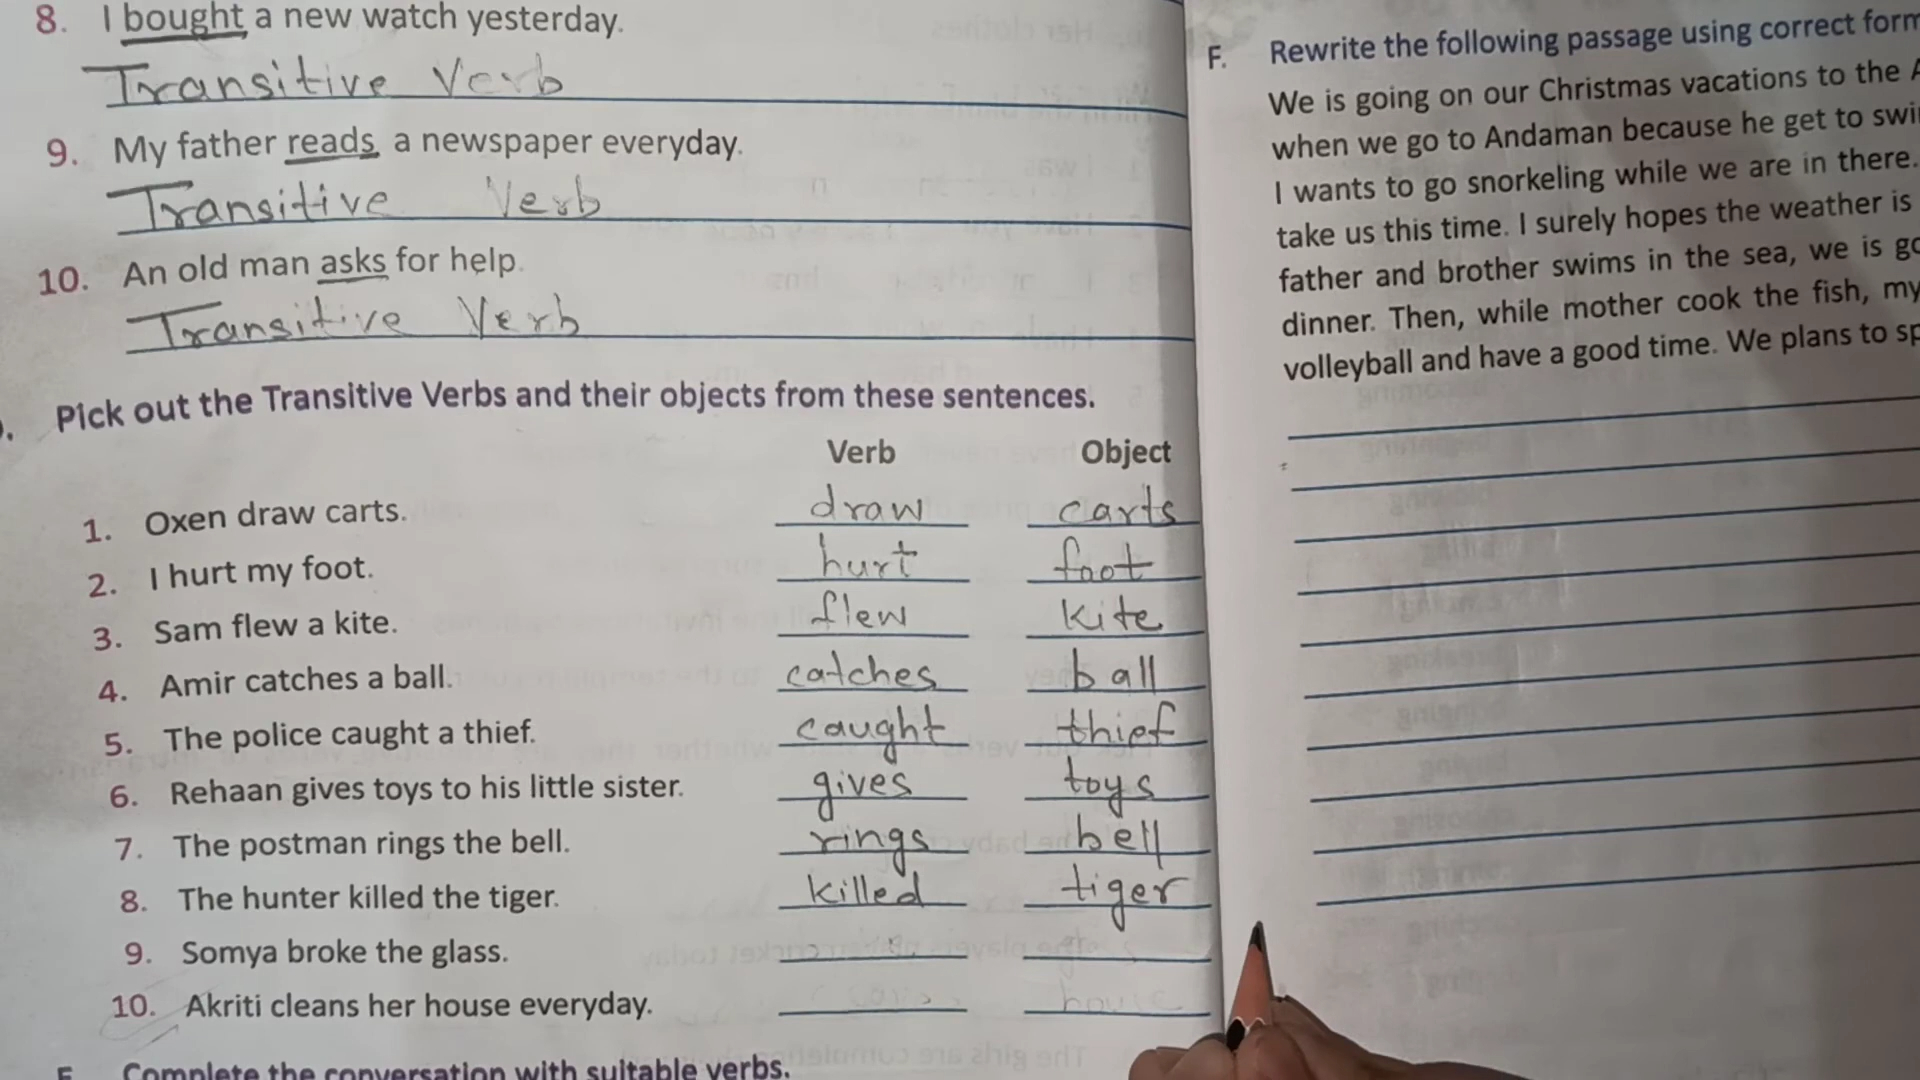 8. I bought a new watch yesterday.
Transitive Verb
9. My father reads a newspaper everyday.
Transitive Verb
10. An old man asks for help.
Transitive Verb
Pick out the Transitive Verbs and their objects from these sentences.
Verb Object
1. Oxen draw carts. draw carts
2. I hurt my foot. hurt foot
3. Sam flew a kite. flew kite
4. Amir catches a ball. catches ball
5. The police caught a thief. caught thief
6. Rehaan gives toys to his little sister. gives toys
7. The postman rings the bell. rings bell
8. The hunter killed the tiger. killed tiger
9. Somya broke the glass.
10. Akriti cleans her house everyday. house
Complete the conversation with suitable verbs.
F. Rewrite the following passage using correct form
We is going on our Christmas vacations to the A
when we go to Andaman because he get to swi
I wants to go snorkeling while we are in there.
take us this time. I surely hopes the weather is
father and brother swims in the sea, we is go
dinner. Then, while mother cook the fish, my
volleyball and have a good time. We plans to sp